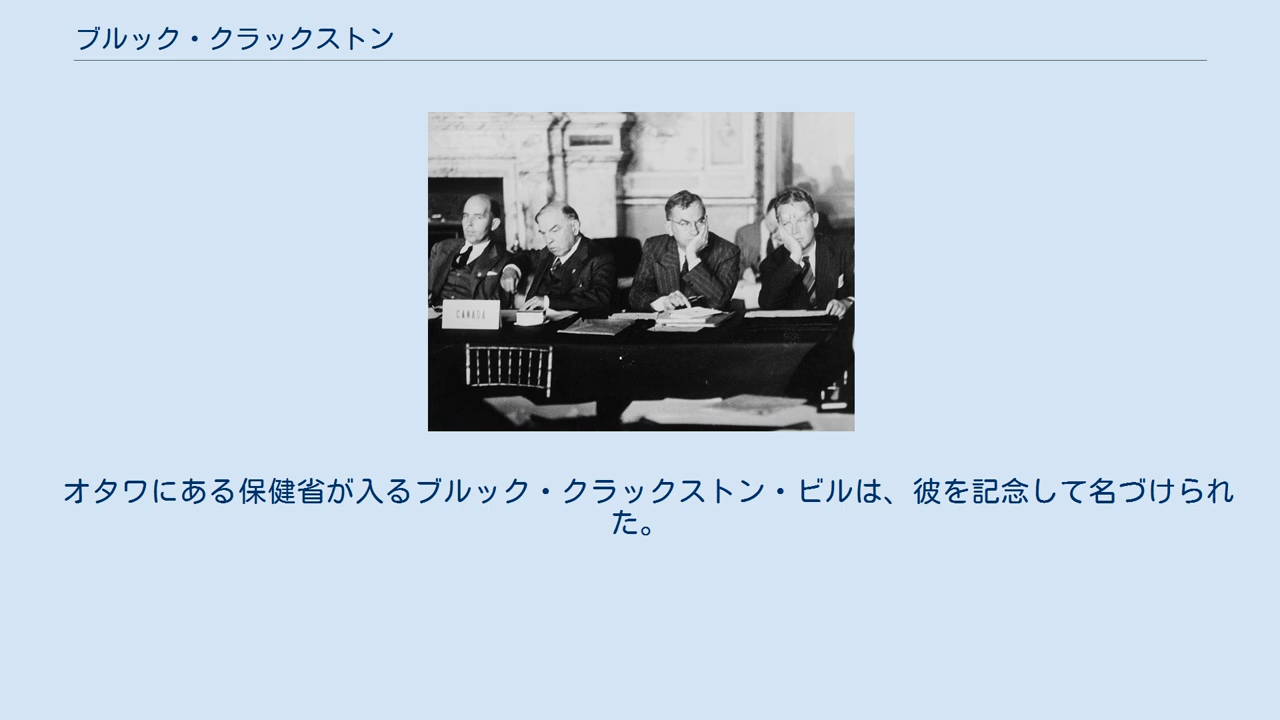 ブルック・クラックストン
CANADA
オタワにある保健省が入るブルック・クラックストン・ビルは、彼を記念して名づけられ
た。